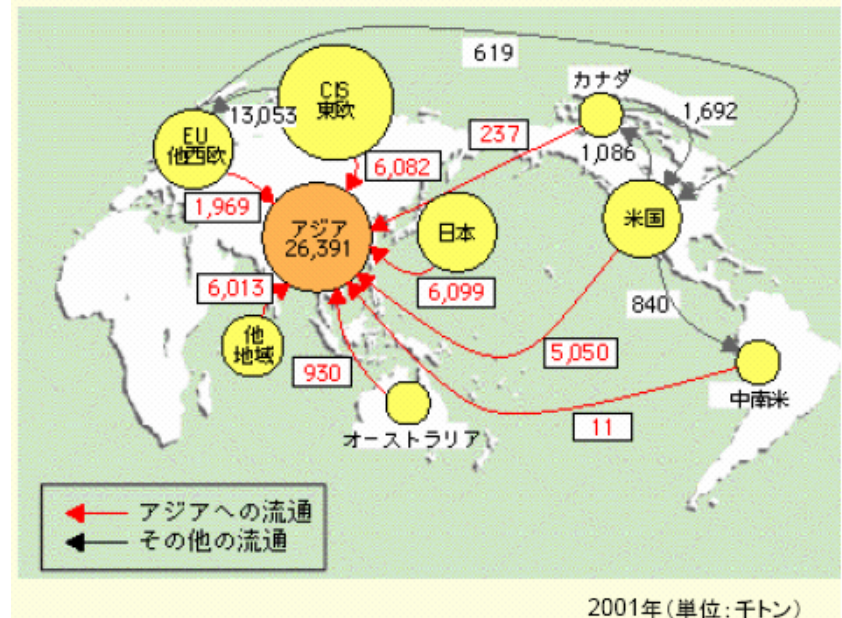 619
カナダ
CIS
東欧
13,053
1,692
237
EU
他西欧
1,086
6,082
1,969
アジア
26,391
日本
米国
6,013
6,099
840
他
地域
930
5,050
中南米
11
オーストラリア
アジアへの流通
その他の流通
2001年(単位:千トン)